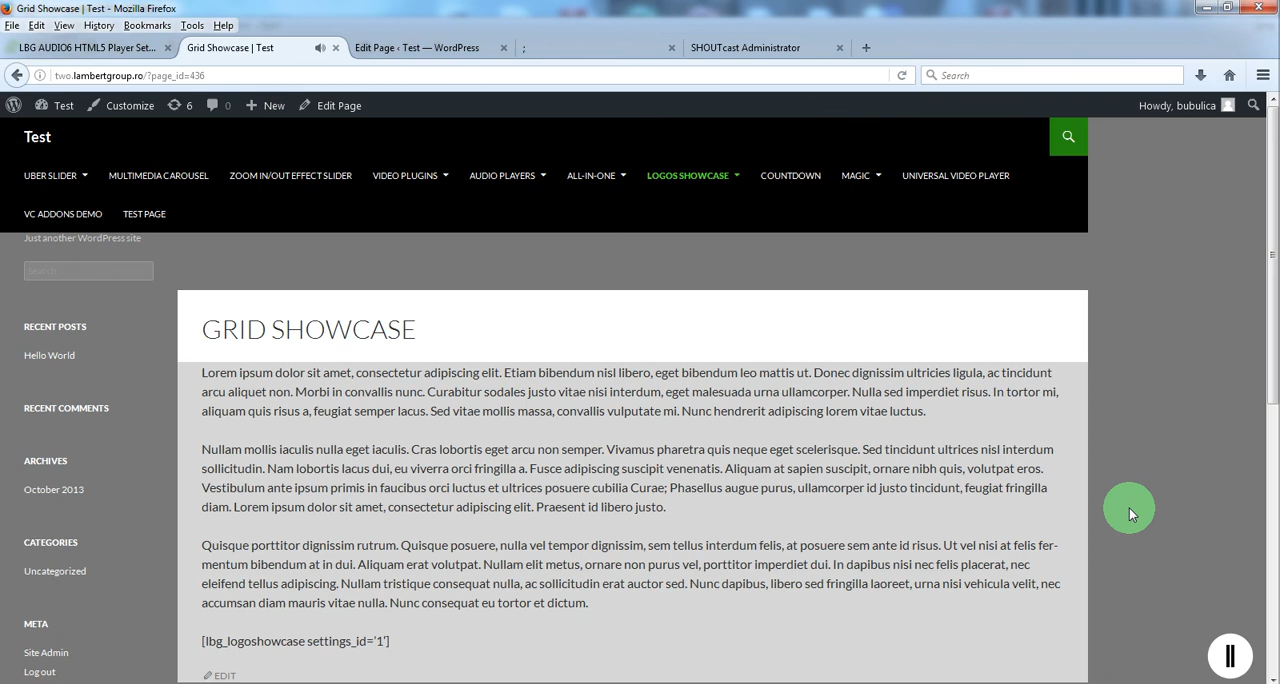 Grid Showcase | Test - Mozilla Firefox
File Edit View History Bookmarks Tools Help
LBG AUDIO6 HTML5 Player Set... Grid Showcase | Test Edit Page ‹ Test — WordPress ; SHOUTcast Administrator
two.lambertgroup.ro/?page_id=436 Search
Test Customize 6 0 New Edit Page Howdy, bubulica
Test
UBER SLIDER MULTIMEDIA CAROUSEL ZOOM IN/OUT EFFECT SLIDER VIDEO PLUGINS AUDIO PLAYERS ALL-IN-ONE LOGOS SHOWCASE COUNTDOWN MAGIC UNIVERSAL VIDEO PLAYER
VC ADDONS DEMO TEST PAGE
Just another WordPress site
Search
RECENT POSTS
Hello World
RECENT COMMENTS
ARCHIVES
October 2013
CATEGORIES
Uncategorized
META
Site Admin
Log out
GRID SHOWCASE
Lorem ipsum dolor sit amet, consectetur adipiscing elit. Etiam bibendum nisl libero, eget bibendum leo mattis ut. Donec dignissim ultricies ligula, ac tincidunt
arcu aliquet non. Morbi in convallis nunc. Curabitur sodales justo vitae nisi interdum, eget malesuada urna ullamcorper. Nulla sed imperdiet risus. In tortor mi,
aliquam quis risus a, feugiat semper lacus. Sed vitae mollis massa, convallis vulputate mi. Nunc hendrerit adipiscing lorem vitae luctus.
Nullam mollis iaculis nulla eget iaculis. Cras lobortis eget arcu non semper. Vivamus pharetra quis neque eget scelerisque. Sed tincidunt ultrices nisl interdum
sollicitudin. Nam lobortis lacus dui, eu viverra orci fringilla a. Fusce adipiscing suscipit venenatis. Aliquam at sapien suscipit, ornare nibh quis, volutpat eros.
Vestibulum ante ipsum primis in faucibus orci luctus et ultrices posuere cubilia Curae; Phasellus augue purus, ullamcorper id justo tincidunt, feugiat fringilla
diam. Lorem ipsum dolor sit amet, consectetur adipiscing elit. Praesent id libero justo.
Quisque porttitor dignissim rutrum. Quisque posuere, nulla vel tempor dignissim, sem tellus interdum felis, at posuere sem ante id risus. Ut vel nisi at felis fer-
mentum bibendum at in dui. Aliquam erat volutpat. Nullam elit metus, ornare non purus vel, porttitor imperdiet dui. In dapibus nisi nec felis placerat, nec
eleifend tellus adipiscing. Nullam tristique consequat nulla, ac sollicitudin erat auctor sed. Nunc dapibus, libero sed fringilla laoreet, urna nisi vehicula velit, nec
accumsan diam mauris vitae nulla. Nunc consequat eu tortor et dictum.
[lbg_logoshowcase settings_id='1']
EDIT